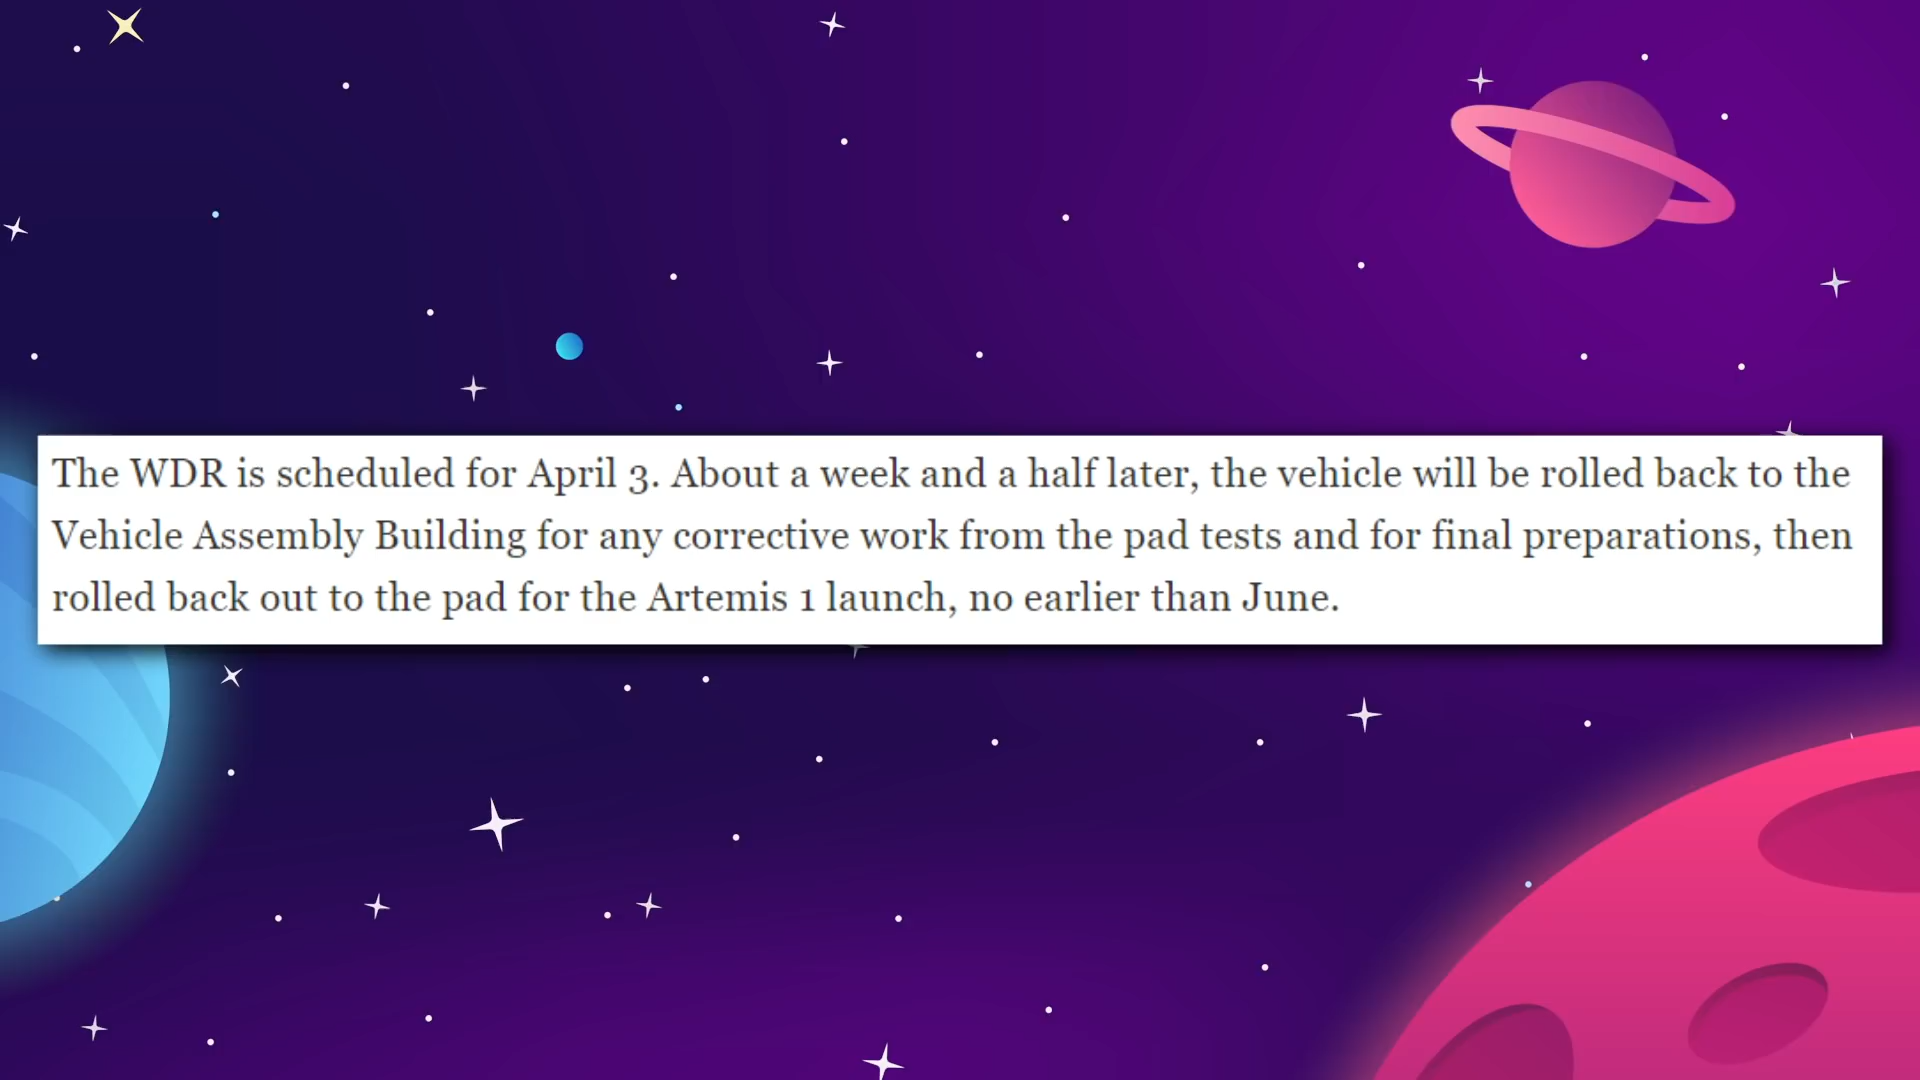 The WDR is scheduled for April 3. About a week and a half later, the vehicle will be rolled back to the
Vehicle Assembly Building for any corrective work from the pad tests and for final preparations, then
rolled back out to the pad for the Artemis 1 launch, no earlier than June.